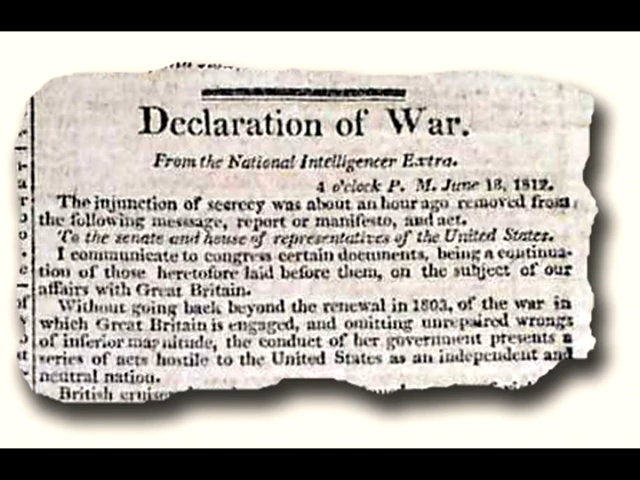 Declaration of War.
From the National Intelligencer Extra.
4 o'clock P. M. June 18, 1812.
The injunction of secrecy was about an hour ago removed from
the following message, report or manifesto, and act.
To the senate and house of representatives of the United States.
I communicate to congress certain documents, being a continua-
tion of those heretofore laid before them, on the subject of our
affairs with Great Britain.
Without going back beyond the renewal in 1803, of the war in
which Great Britain is engaged, and omitting unrepaired wrongs
of inferior magnitude, the conduct of her government presents a
series of acts hostile to the United States as an independent and
neutral nation.
British